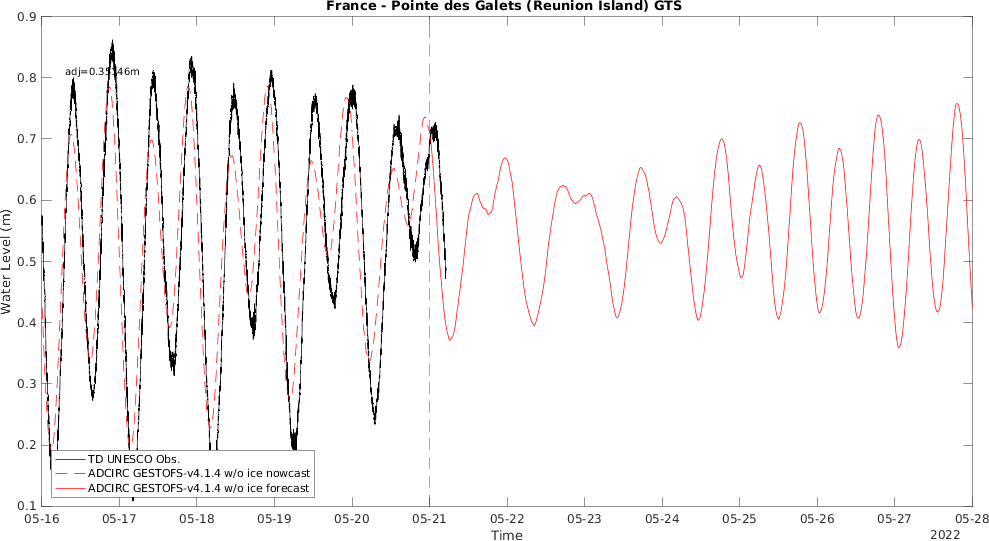 France - Pointe des Galets (Reunion Island) GTS
0.9
0.8
0.7
0.6
0.5
0.4
0.3
0.2
0.1
Water Level (m)
TD UNESCO Obs.
ADCIRC GESTOFS-v4.1.4 w/o ice nowcast
ADCIRC GESTOFS-v4.1.4 w/o ice forecast
05-16 05-17 05-18 05-19 05-20 05-21 05-22 05-23 05-24 05-25 05-26 05-27 05-28
Time
2022